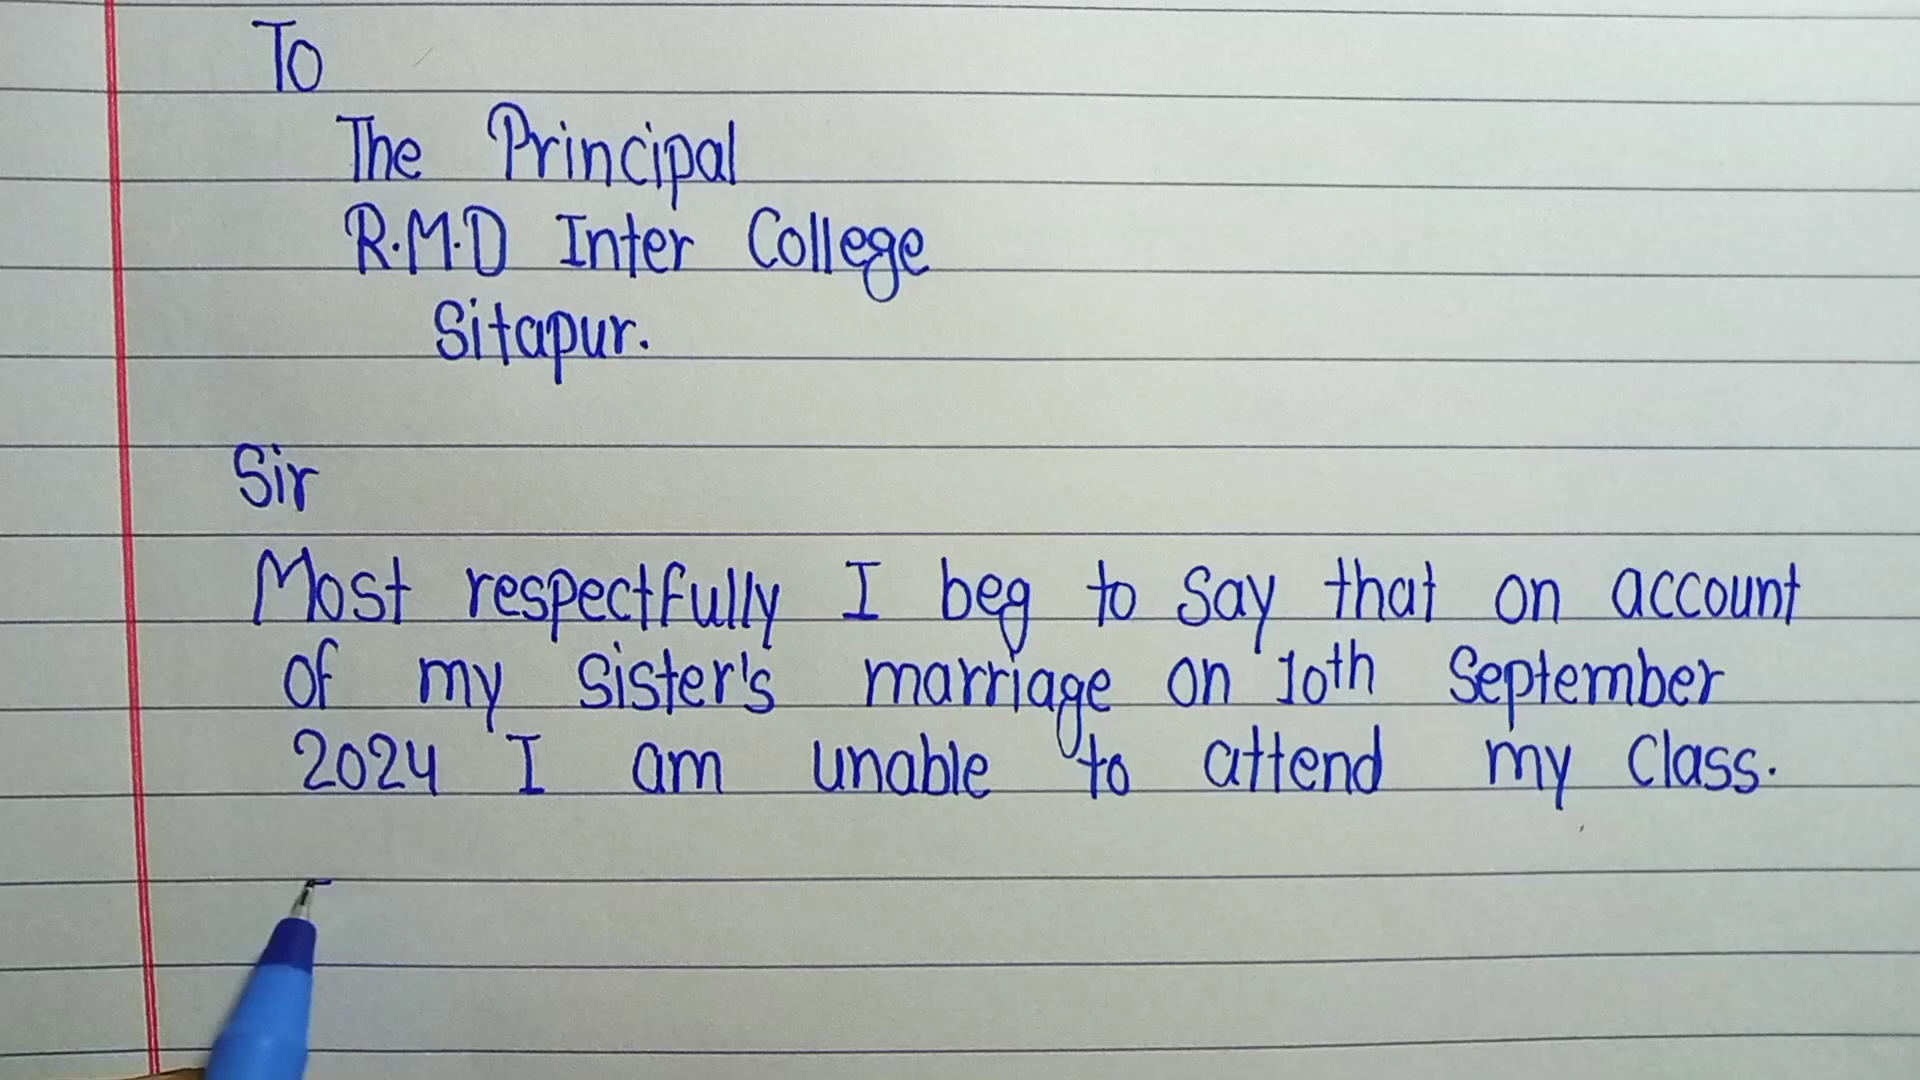 To
The Principal
R.M.D Inter College
Sitapur.
Sir
Most respectfully I beg to say that on account
of my sister's marriage on 10th September
2024 I am unable to attend my class.